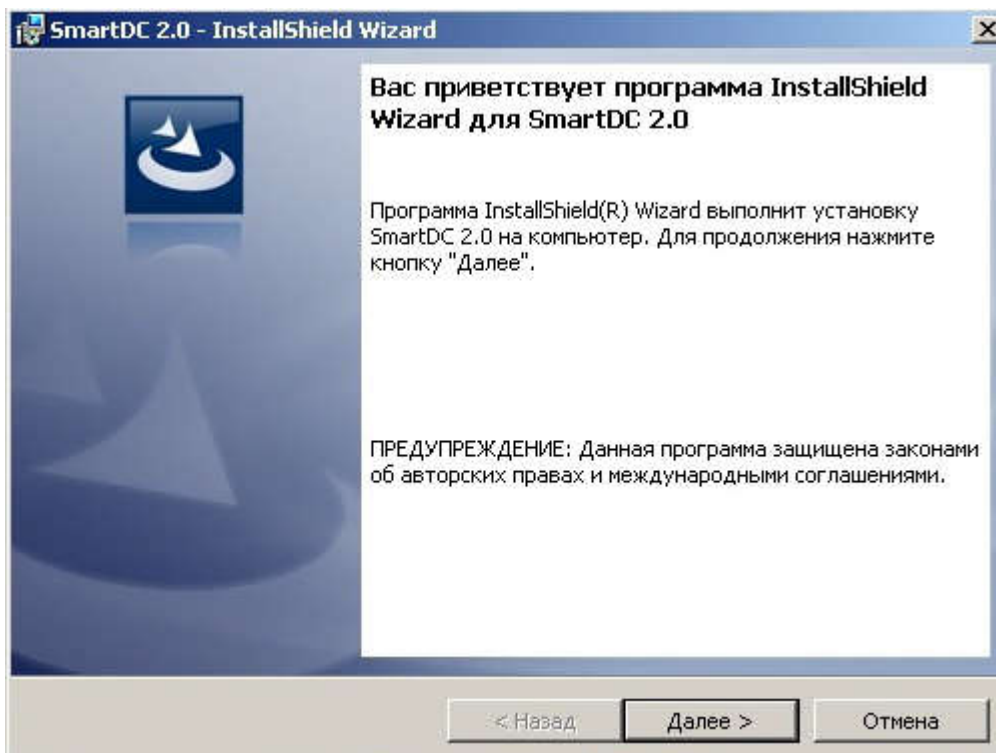 SmartDC 2.0 - InstallShield Wizard
Вас приветствует программа InstallShield
Wizard для SmartDC 2.0
Программа InstallShield(R) Wizard выполнит установку
SmartDC 2.0 на компьютер. Для продолжения нажмите
кнопку "Далее".
ПРЕДУПРЕЖДЕНИЕ: Данная программа защищена законами
об авторских правах и международными соглашениями.
< Назад Далее > Отмена